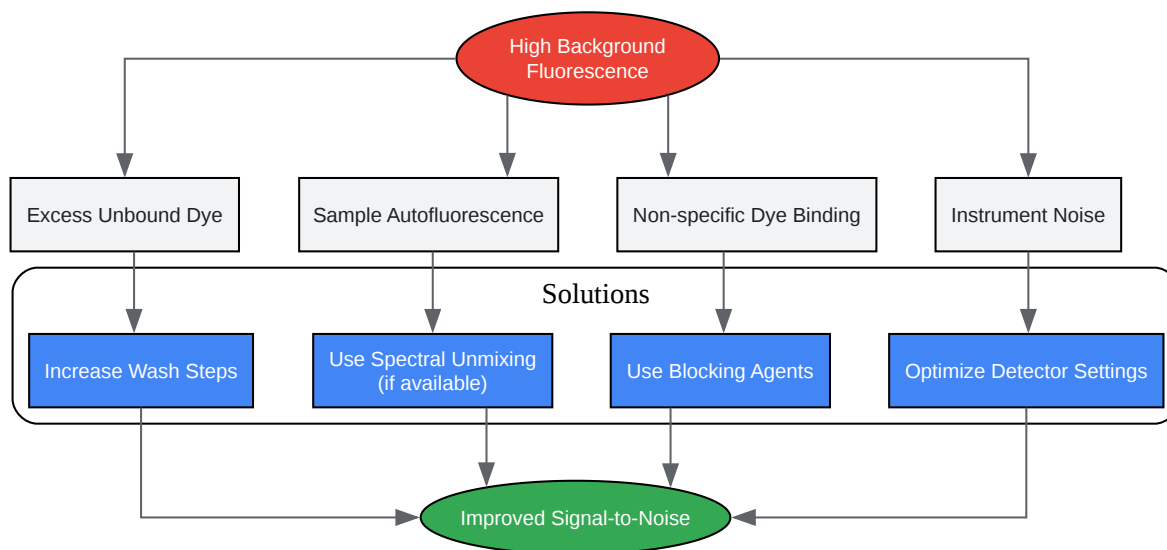 High Background
Fluorescence
Excess Unbound Dye
Sample Autofluorescence
Non-specific Dye Binding
Instrument Noise
Solutions
Increase Wash Steps
Use Spectral Unmixing
(if available)
Use Blocking Agents
Optimize Detector Settings
Improved Signal-to-Noise